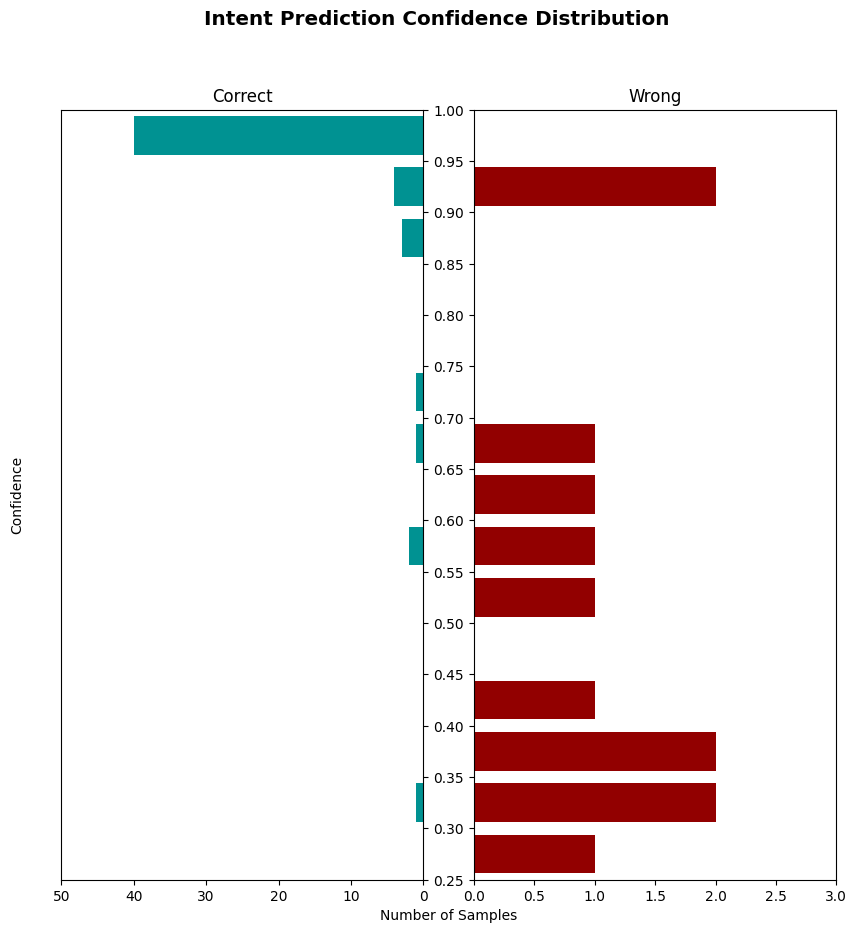 Intent Prediction Confidence Distribution
Correct
Wrong
1.00
0.95
0.90
0.85
0.80
0.75
0.70
0.65
0.60
0.55
0.50
0.45
0.40
0.35
0.30
0.25
Confidence
50 40 30 20 10 0
0.0 0.5 1.0 1.5 2.0 2.5 3.0
Number of Samples